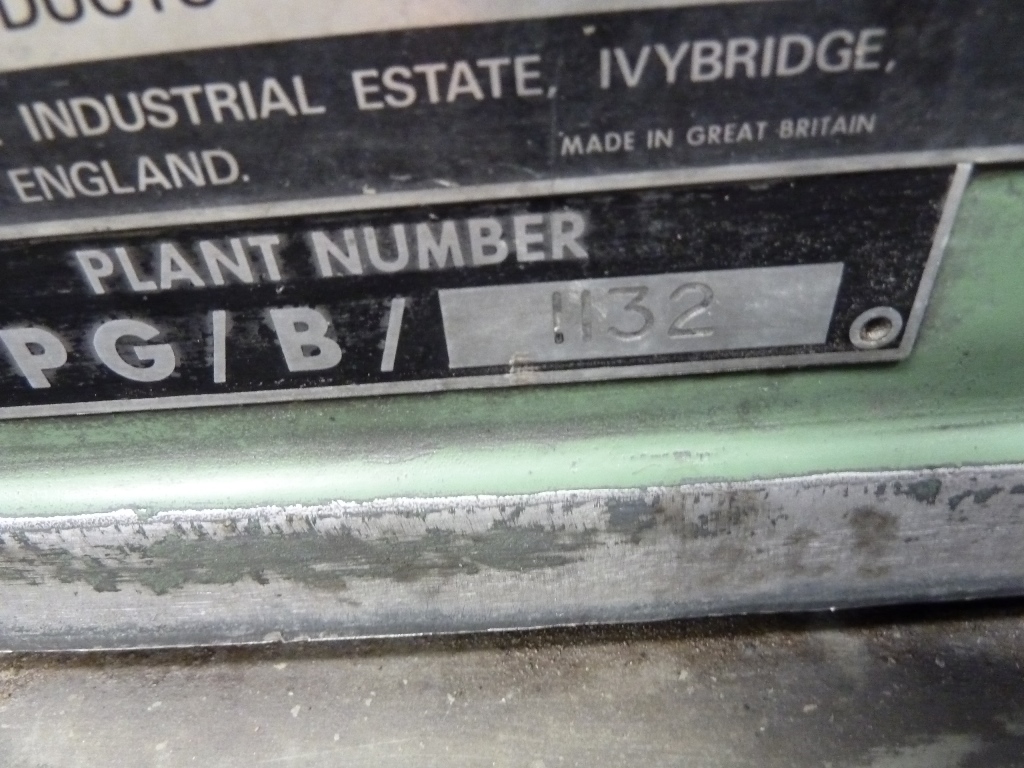 INDUSTRIAL ESTATE, IVYBRIDGE,
ENGLAND.
MADE IN GREAT BRITAIN
PLANT NUMBER
PG/B/ 1132